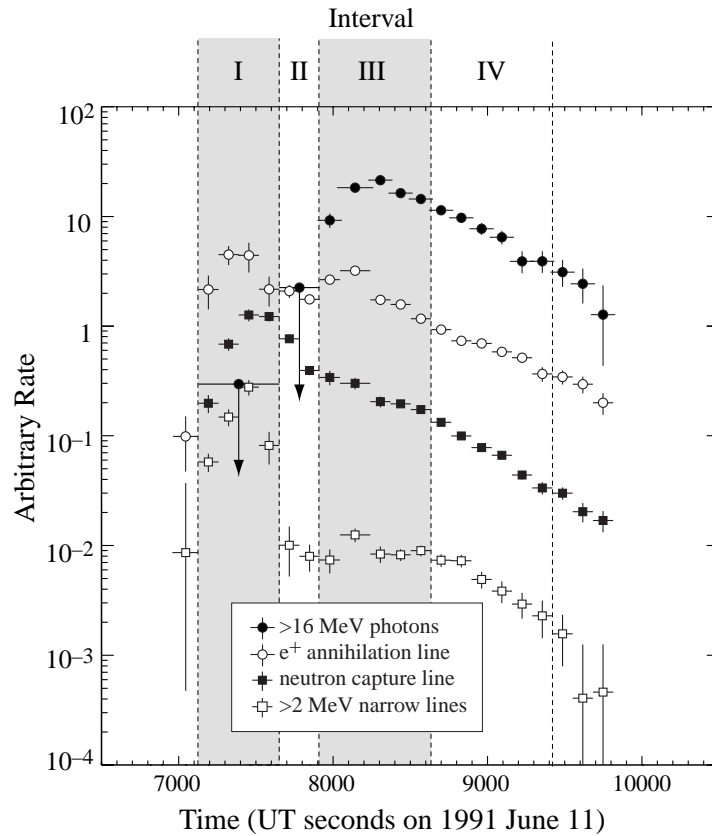 Interval
I II III IV
10²
10
1
10⁻¹
10⁻²
10⁻³
10⁻⁴
Arbitrary Rate
>16 MeV photons
e⁺ annihilation line
neutron capture line
>2 MeV narrow lines
7000 8000 9000 10000
Time (UT seconds on 1991 June 11)